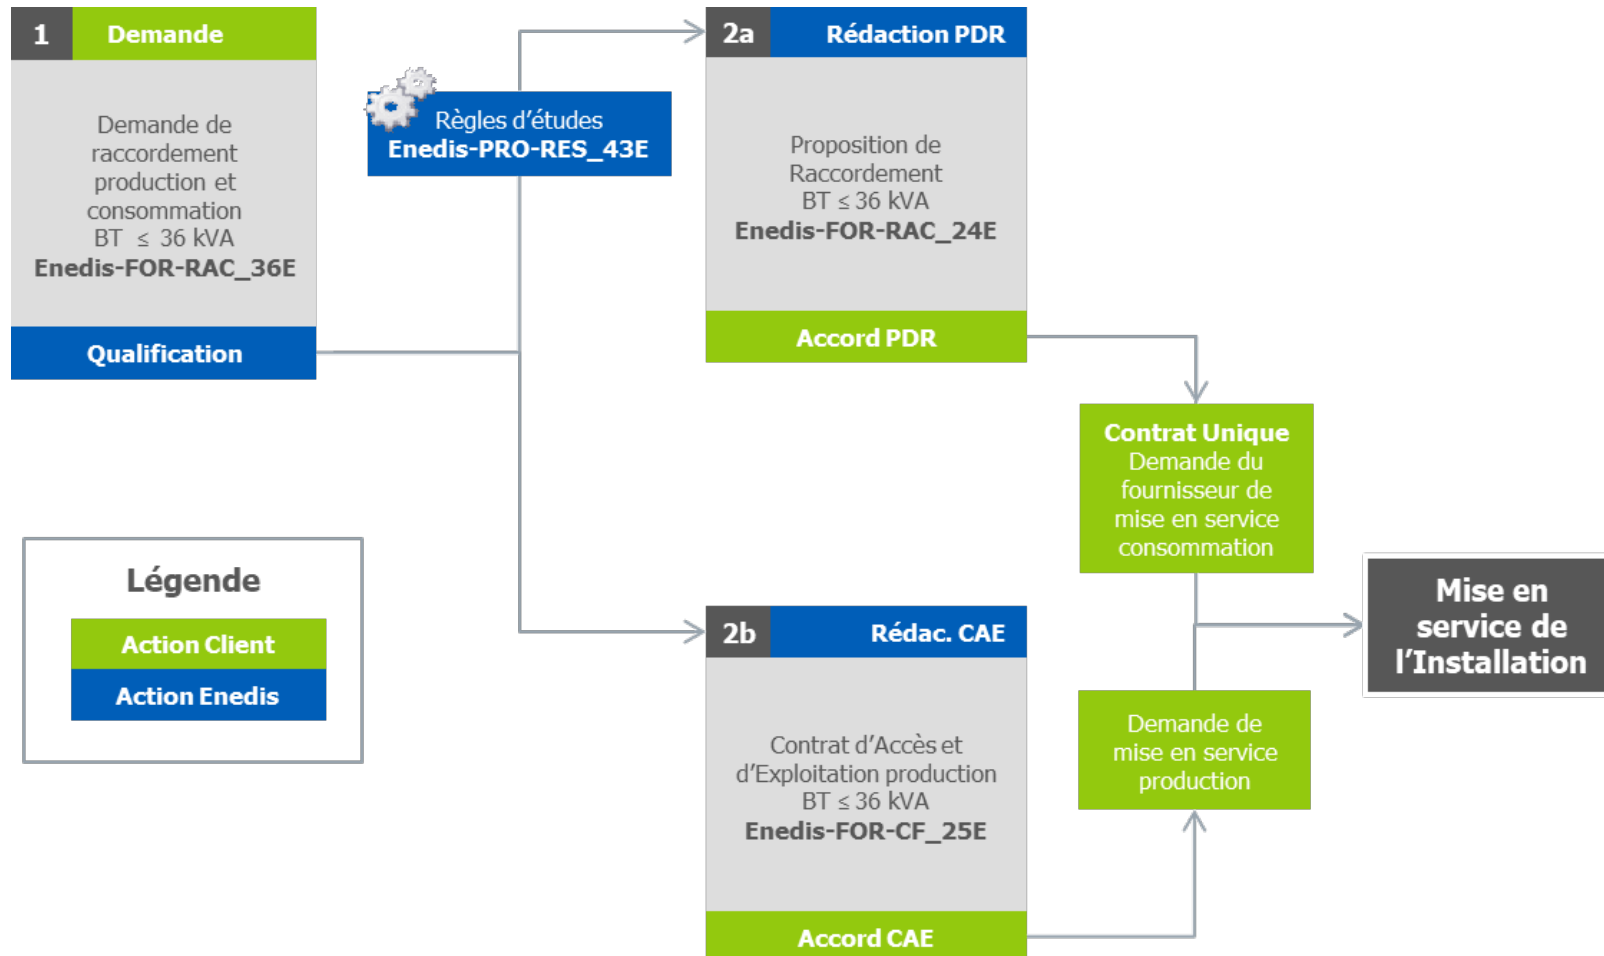 1 Demande
Demande de
raccordement
production et
consommation
BT ≤ 36 kVA
Enedis-FOR-RAC_36E
Qualification
Règles d'études
Enedis-PRO-RES_43E
2a Rédaction PDR
Proposition de
Raccordement
BT ≤ 36 kVA
Enedis-FOR-RAC_24E
Accord PDR
2b Rédac. CAE
Contrat d'Accès et
d'Exploitation production
BT ≤ 36 kVA
Enedis-FOR-CF_25E
Accord CAE
Contrat Unique
Demande du
fournisseur de
mise en service
consommation
Demande de
mise en service
production
Mise en
service de
l'Installation
Légende
Action Client
Action Enedis